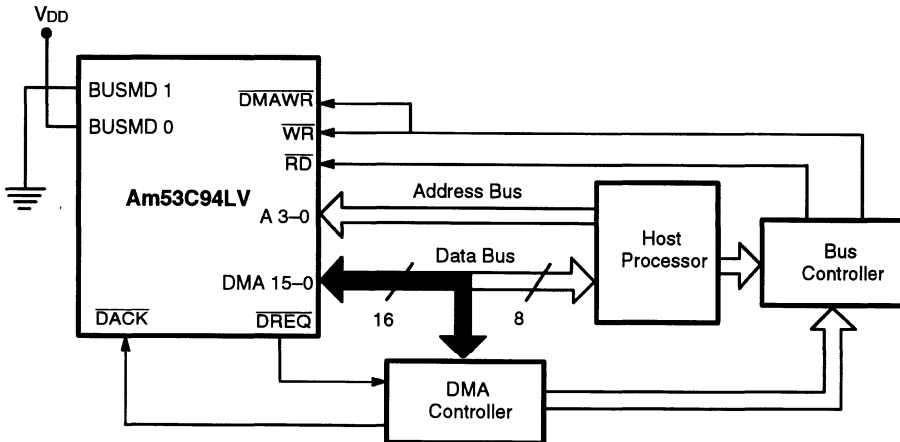 VDD
BUSMD 1
BUSMD 0
DMAWR
WR
RD
Am53C94LV
A 3–0
DMA 15–0
DACK
DREQ
Address Bus
Data Bus
16
8
Host
Processor
Bus
Controller
DMA
Controller